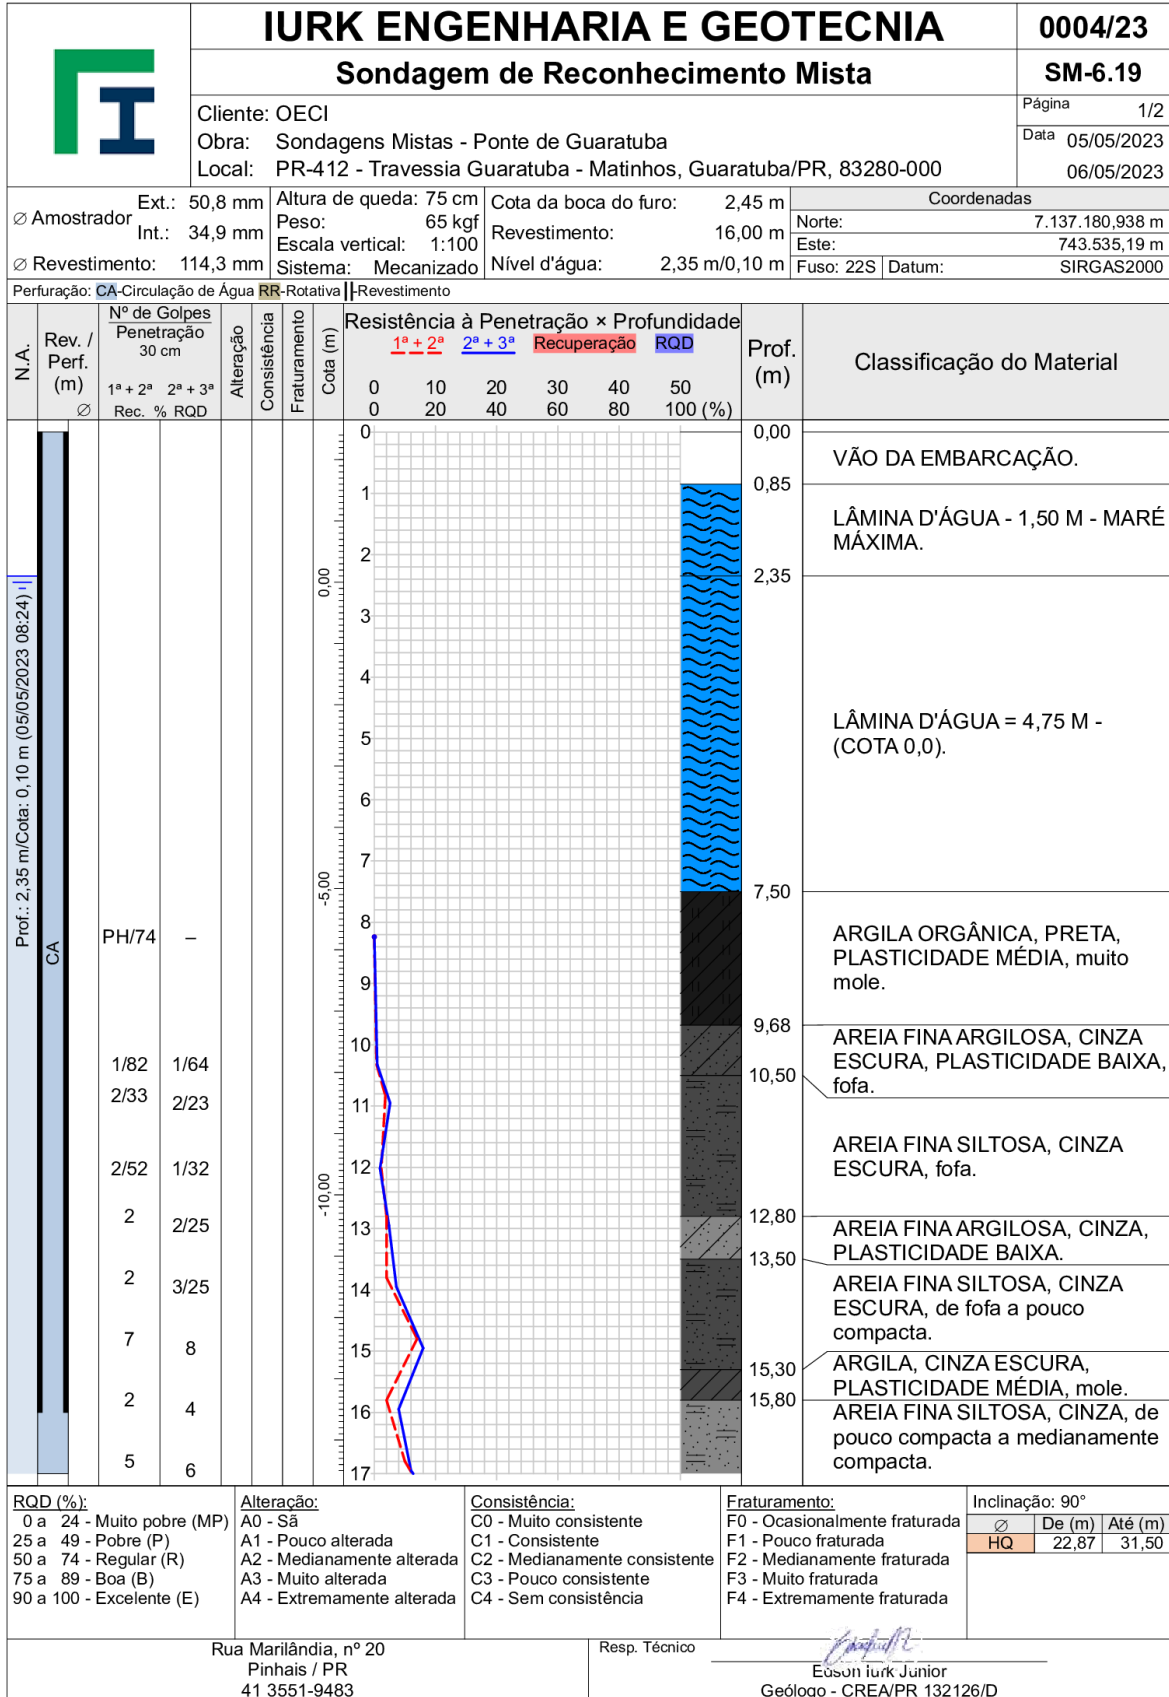 IURK ENGENHARIA E GEOTECNIA
0004/23
Sondagem de Reconhecimento Mista
SM-6.19
Cliente: OECI
Obra: Sondagens Mistas - Ponte de Guaratuba
Local: PR-412 - Travessia Guaratuba - Matinhos, Guaratuba/PR, 83280-000
Página 1/2
Data 05/05/2023
06/05/2023
∅ Amostrador Ext.: 50,8 mm
Int.: 34,9 mm
∅ Revestimento: 114,3 mm
Altura de queda: 75 cm
Peso: 65 kgf
Escala vertical: 1:100
Sistema: Mecanizado
Cota da boca do furo: 2,45 m
Revestimento: 16,00 m
Nível d'água: 2,35 m/0,10 m
Coordenadas
Norte: 7.137.180,938 m
Este: 743.535,19 m
Fuso: 22S Datum: SIRGAS2000
Perfuração: CA-Circulação de Água RR-Rotativa -Revestimento
N.A.
Rev. /
Perf.
(m)
∅
Nº de Golpes
Penetração
30 cm
1ª + 2ª 2ª + 3ª
Rec. % RQD
Alteração
Consistência
Fraturamento
Cota (m)
Resistência à Penetração × Profundidade
1ª + 2ª 2ª + 3ª Recuperação RQD
0 10 20 30 40 50
0 20 40 60 80 100 (%)
Prof.
(m)
Classificação do Material
Prof.: 2,35 m/Cota: 0,10 m (05/05/2023 08:24)
CA
PH/74 –
1/82 1/64
2/33 2/23
2/52 1/32
2 2/25
2 3/25
7 8
2 4
5 6
0,00
-5,00
-10,00
0
1
2
3
4
5
6
7
8
9
10
11
12
13
14
15
16
17
0,00
VÃO DA EMBARCAÇÃO.
0,85
LÂMINA D'ÁGUA - 1,50 M - MARÉ
MÁXIMA.
2,35
LÂMINA D'ÁGUA = 4,75 M -
(COTA 0,0).
7,50
ARGILA ORGÂNICA, PRETA,
PLASTICIDADE MÉDIA, muito
mole.
9,68
AREIA FINA ARGILOSA, CINZA
ESCURA, PLASTICIDADE BAIXA,
fofa.
10,50
AREIA FINA SILTOSA, CINZA
ESCURA, fofa.
12,80
AREIA FINA ARGILOSA, CINZA,
PLASTICIDADE BAIXA.
13,50
AREIA FINA SILTOSA, CINZA
ESCURA, de fofa a pouco
compacta.
15,30
ARGILA, CINZA ESCURA,
PLASTICIDADE MÉDIA, mole.
15,80
AREIA FINA SILTOSA, CINZA, de
pouco compacta a medianamente
compacta.
RQD (%):
0 a 24 - Muito pobre (MP)
25 a 49 - Pobre (P)
50 a 74 - Regular (R)
75 a 89 - Boa (B)
90 a 100 - Excelente (E)
Alteração:
A0 - Sã
A1 - Pouco alterada
A2 - Medianamente alterada
A3 - Muito alterada
A4 - Extremamente alterada
Consistência:
C0 - Muito consistente
C1 - Consistente
C2 - Medianamente consistente
C3 - Pouco consistente
C4 - Sem consistência
Fraturamento:
F0 - Ocasionalmente fraturada
F1 - Pouco fraturada
F2 - Medianamente fraturada
F3 - Muito fraturada
F4 - Extremamente fraturada
Inclinação: 90°
∅ De (m) Até (m)
HQ 22,87 31,50
Rua Marilândia, nº 20
Pinhais / PR
41 3551-9483
Resp. Técnico
Edson Iurk Junior
Geólogo - CREA/PR 132126/D